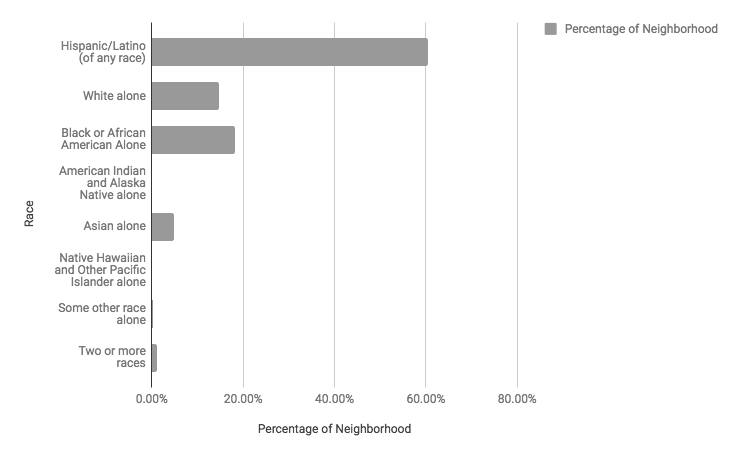 Percentage of Neighborhood
Hispanic/Latino
(of any race)
White alone
Black or African
American Alone
American Indian
and Alaska
Native alone
Race
Asian alone
Native Hawaiian
and Other Pacific
Islander alone
Some other race
alone
Two or more
races
0.00% 20.00% 40.00% 60.00% 80.00%
Percentage of Neighborhood